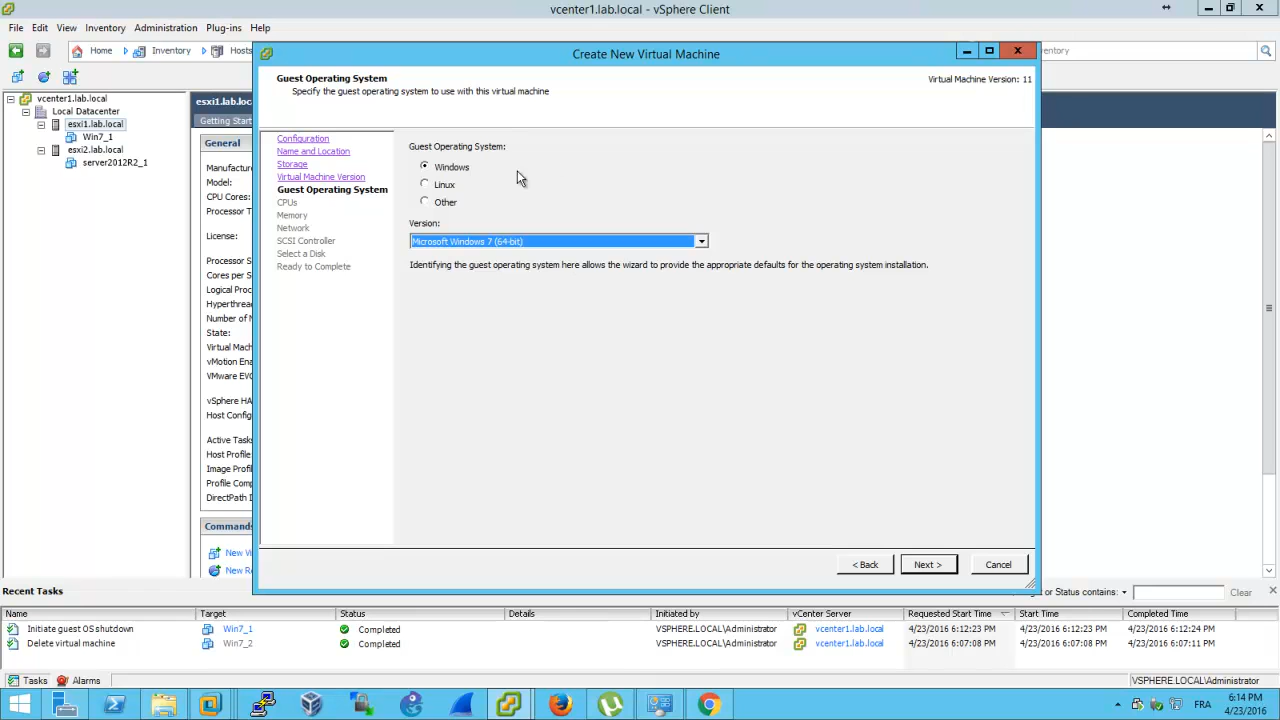 vcenter1.lab.local - vSphere Client
File Edit View Inventory Administration Plug-ins Help
Home Inventory Hosts
Create New Virtual Machine
Guest Operating System
Specify the guest operating system to use with this virtual machine
Virtual Machine Version: 11
vcenter1.lab.local
Local Datacenter
esxi1.lab.local
Win7_1
esxi2.lab.local
server2012R2_1
esxi1.lab.loc
Getting Start
General
Manufacture
Model:
CPU Cores:
Processor T
License:
Processor S
Cores per S
Logical Proc
Hyperthrea
Number of N
State:
Virtual Mach
vMotion Ena
VMware EVC
vSphere HA
Host Config
Active Tasks
Host Profile
Image Profil
Profile Comp
DirectPath I
Commands
New Vi
New Re
Configuration
Name and Location
Storage
Virtual Machine Version
Guest Operating System
CPUs
Memory
Network
SCSI Controller
Select a Disk
Ready to Complete
Guest Operating System:
Windows
Linux
Other
Version:
Microsoft Windows 7 (64-bit)
Identifying the guest operating system here allows the wizard to provide the appropriate defaults for the operating system installation.
< Back Next > Cancel
Recent Tasks
or Status contains: Clear
Name Target Status Details Initiated by vCenter Server Requested Start Time Start Time Completed Time
Initiate guest OS shutdown Win7_1 Completed VSPHERE.LOCAL\Administrator vcenter1.lab.local 4/23/2016 6:12:23 PM 4/23/2016 6:12:23 PM 4/23/2016 6:12:24 PM
Delete virtual machine Win7_2 Completed VSPHERE.LOCAL\Administrator vcenter1.lab.local 4/23/2016 6:07:08 PM 4/23/2016 6:07:08 PM 4/23/2016 6:07:11 PM
Tasks Alarms
VSPHERE.LOCAL\Administrator
FRA
6:14 PM
4/23/2016